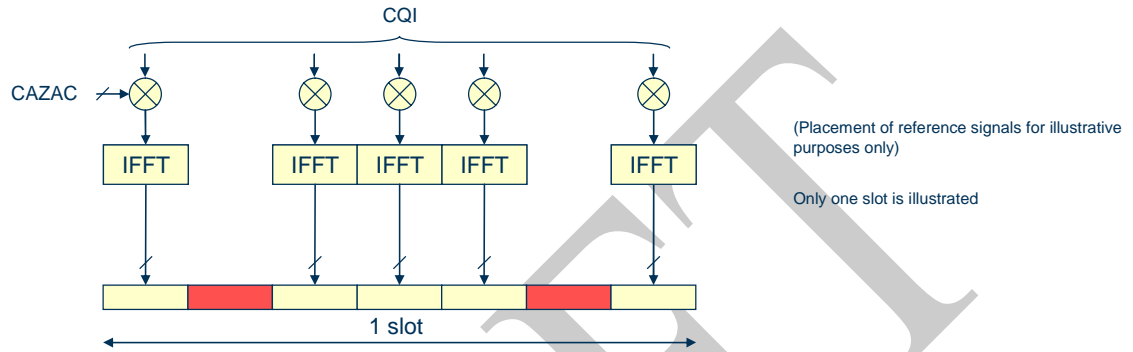 CQI
CAZAC
IFFT IFFT IFFT IFFT IFFT
(Placement of reference signals for illustrative
purposes only)
Only one slot is illustrated
1 slot
FT